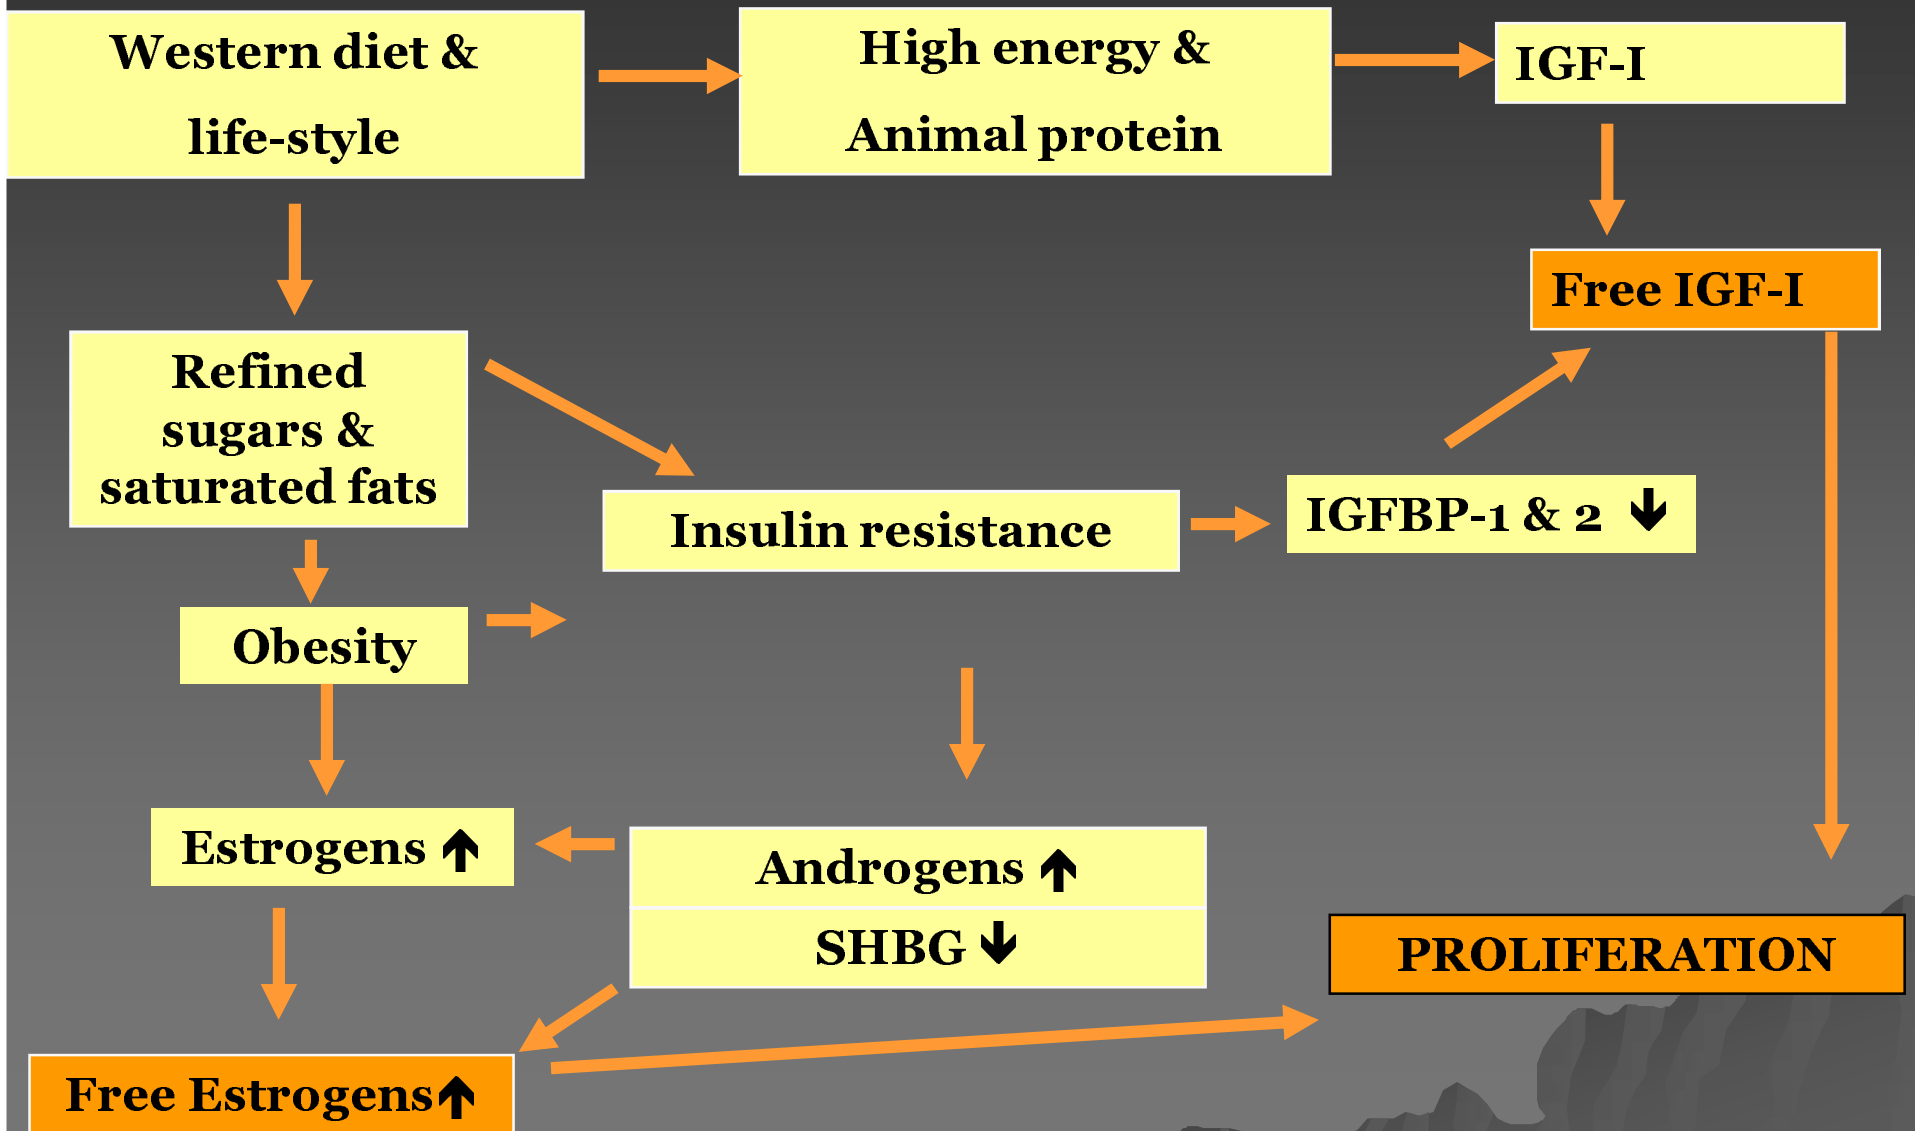 Western diet &
life-style
High energy &
Animal protein
IGF-I
Free IGF-I
Refined
sugars &
saturated fats
Insulin resistance
IGFBP-1 & 2 ↓
Obesity
Estrogens ↑
Androgens ↑
SHBG ↓
PROLIFERATION
Free Estrogens↑